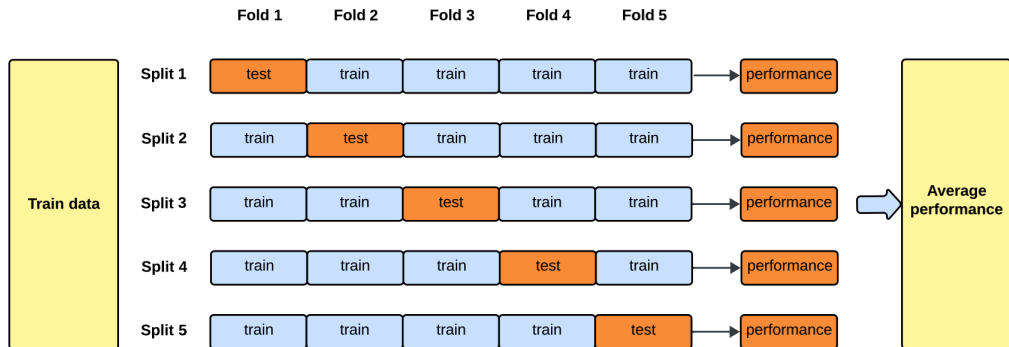 Fold 1 Fold 2 Fold 3 Fold 4 Fold 5
Split 1 test train train train train performance
Split 2 train test train train train performance
Train data
Split 3 train train test train train performance
Average
performance
Split 4 train train train test train performance
Split 5 train train train train test performance